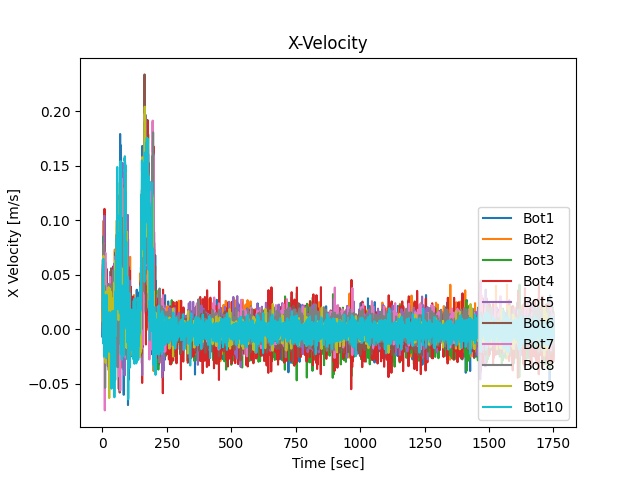 X-Velocity
X Velocity [m/s]
0.20
0.15
0.10
0.05
0.00
−0.05
0 250 500 750 1000 1250 1500 1750
Time [sec]
Bot1
Bot2
Bot3
Bot4
Bot5
Bot6
Bot7
Bot8
Bot9
Bot10